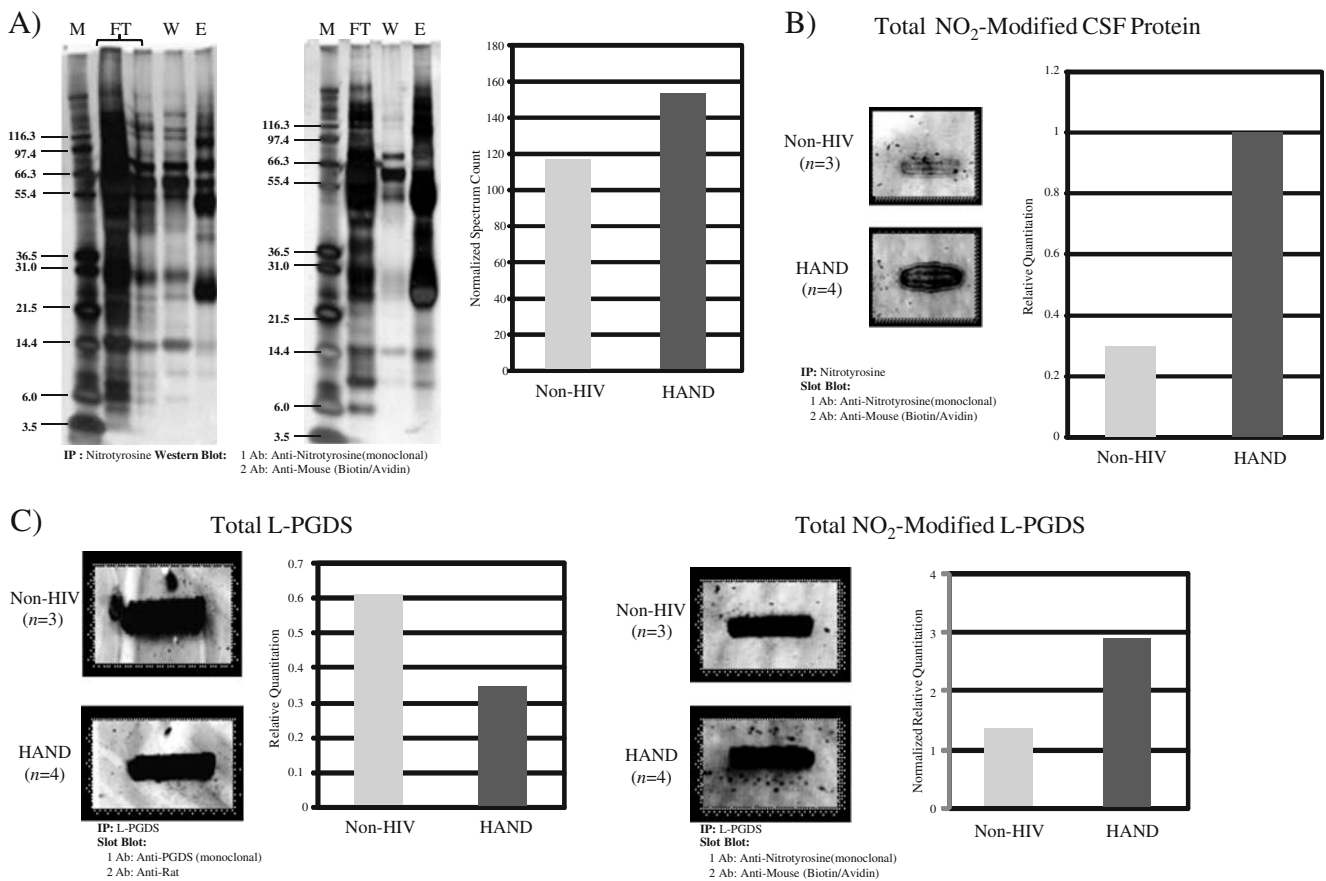 A)
M FT W E
116.3
97.4
66.3
55.4
36.5
31.0
21.5
14.4
6.0
3.5
M FT W E
116.3
97.4
66.3
55.4
36.5
31.0
21.5
14.4
6.0
3.5
IP : Nitrotyrosine Western Blot: 1 Ab: Anti-Nitrotyrosine(monoclonal)
2 Ab: Anti-Mouse (Biotin/Avidin)
Normalized Spectrum Count
180
160
140
120
100
80
60
40
20
0
Non-HIV HAND
B) Total NO₂-Modified CSF Protein
Non-HIV
(n=3)
HAND
(n=4)
IP: Nitrotyrosine
Slot Blot:
1 Ab: Anti-Nitrotyrosine(monoclonal)
2 Ab: Anti-Mouse (Biotin/Avidin)
Relative Quantitation
1.2
1
0.8
0.6
0.4
0.2
0
Non-HIV HAND
C) Total L-PGDS
Non-HIV
(n=3)
HAND
(n=4)
IP: L-PGDS
Slot Blot:
1 Ab: Anti-PGDS (monoclonal)
2 Ab: Anti-Rat
Relative Quantitation
0.7
0.6
0.5
0.4
0.3
0.2
0.1
0
Non-HIV HAND
Total NO₂-Modified L-PGDS
Non-HIV
(n=3)
HAND
(n=4)
IP: L-PGDS
Slot Blot:
1 Ab: Anti-Nitrotyrosine(monoclonal)
2 Ab: Anti-Mouse (Biotin/Avidin)
Normalized Relative Quantitation
4
3
2
1
0
Non-HIV HAND